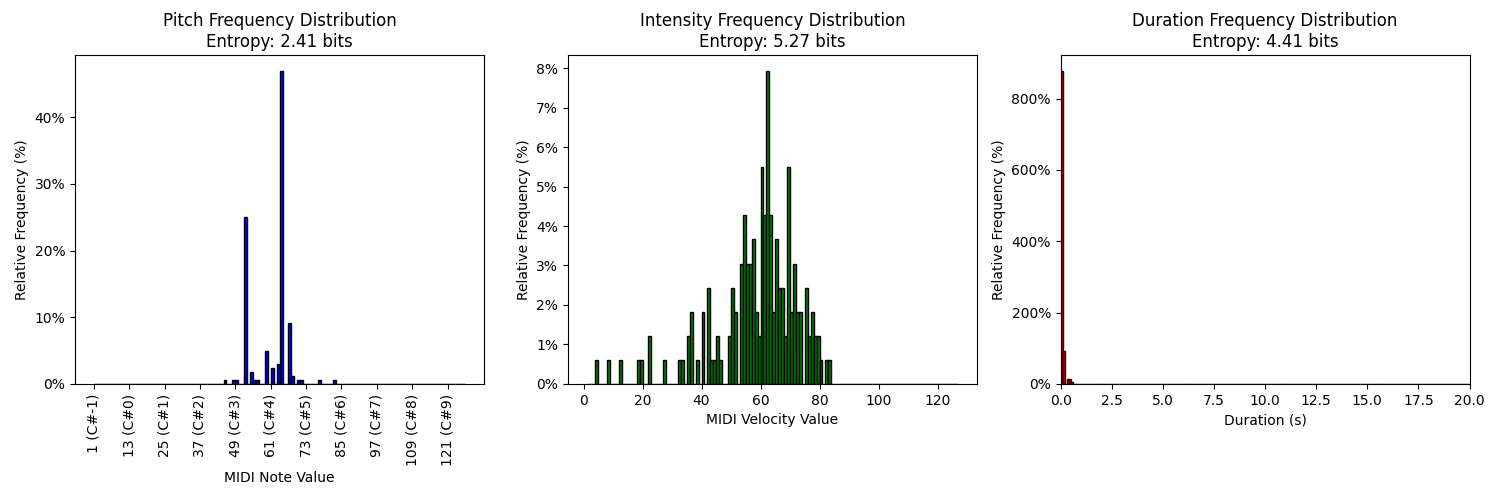 Pitch Frequency Distribution
Entropy: 2.41 bits
Relative Frequency (%)
40%
30%
20%
10%
0%
1 (C#-1)
13 (C#0)
25 (C#1)
37 (C#2)
49 (C#3)
61 (C#4)
73 (C#5)
85 (C#6)
97 (C#7)
109 (C#8)
121 (C#9)
MIDI Note Value
Intensity Frequency Distribution
Entropy: 5.27 bits
Relative Frequency (%)
8%
7%
6%
5%
4%
3%
2%
1%
0%
0 20 40 60 80 100 120
MIDI Velocity Value
Duration Frequency Distribution
Entropy: 4.41 bits
Relative Frequency (%)
800%
600%
400%
200%
0%
0.0 2.5 5.0 7.5 10.0 12.5 15.0 17.5 20.0
Duration (s)